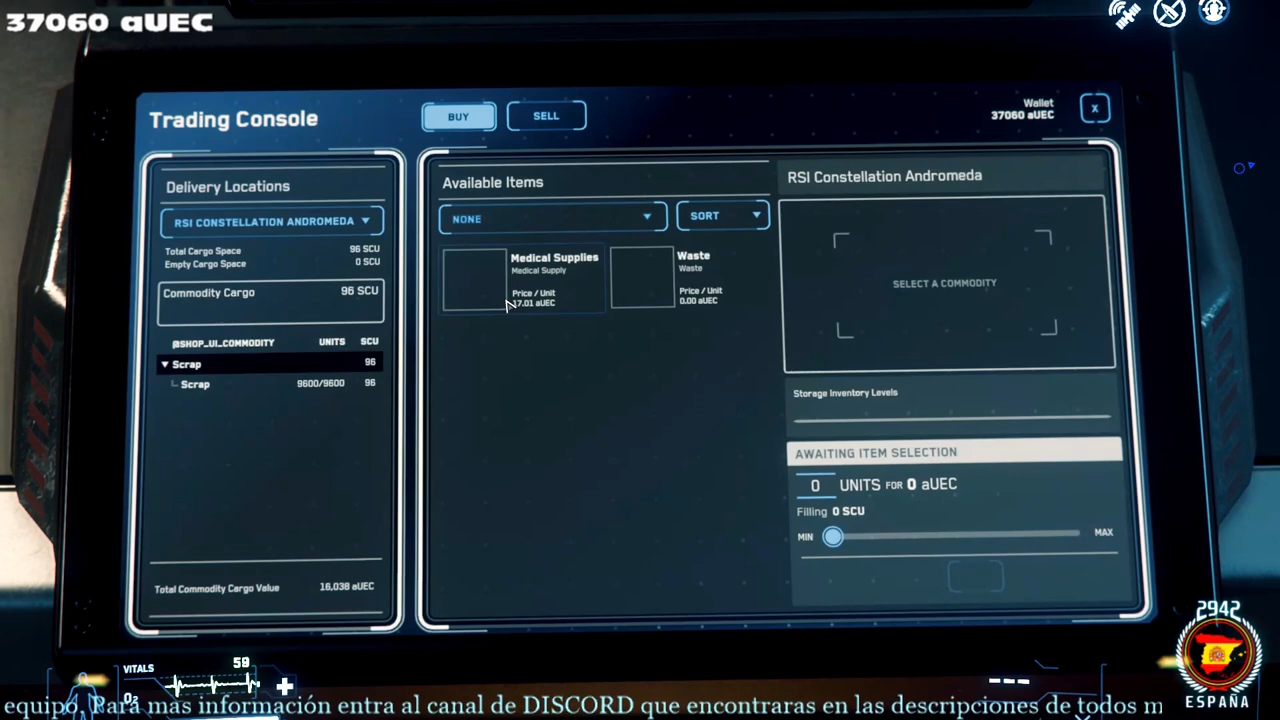 37060 aUEC
Trading Console
BUY
SELL
Wallet
37060 aUEC
X
Delivery Locations
RSI CONSTELLATION ANDROMEDA
Total Cargo Space 96 SCU
Empty Cargo Space 0 SCU
Commodity Cargo 96 SCU
@SHOP_UI_COMMODITY UNITS SCU
Scrap 96
Scrap 9600/9600 96
Total Commodity Cargo Value 16,038 aUEC
Available Items
NONE
SORT
Medical Supplies
Medical Supply
Price / Unit
17.01 aUEC
Waste
Waste
Price / Unit
0.00 aUEC
RSI Constellation Andromeda
SELECT A COMMODITY
Storage Inventory Levels
AWAITING ITEM SELECTION
0 UNITS FOR 0 aUEC
Filling 0 SCU
MIN MAX
VITALS 59
O₂
2942
ESPAÑA
equipo. Para mas información entra al canal de DISCORD que encontraras en las descripciones de todos m